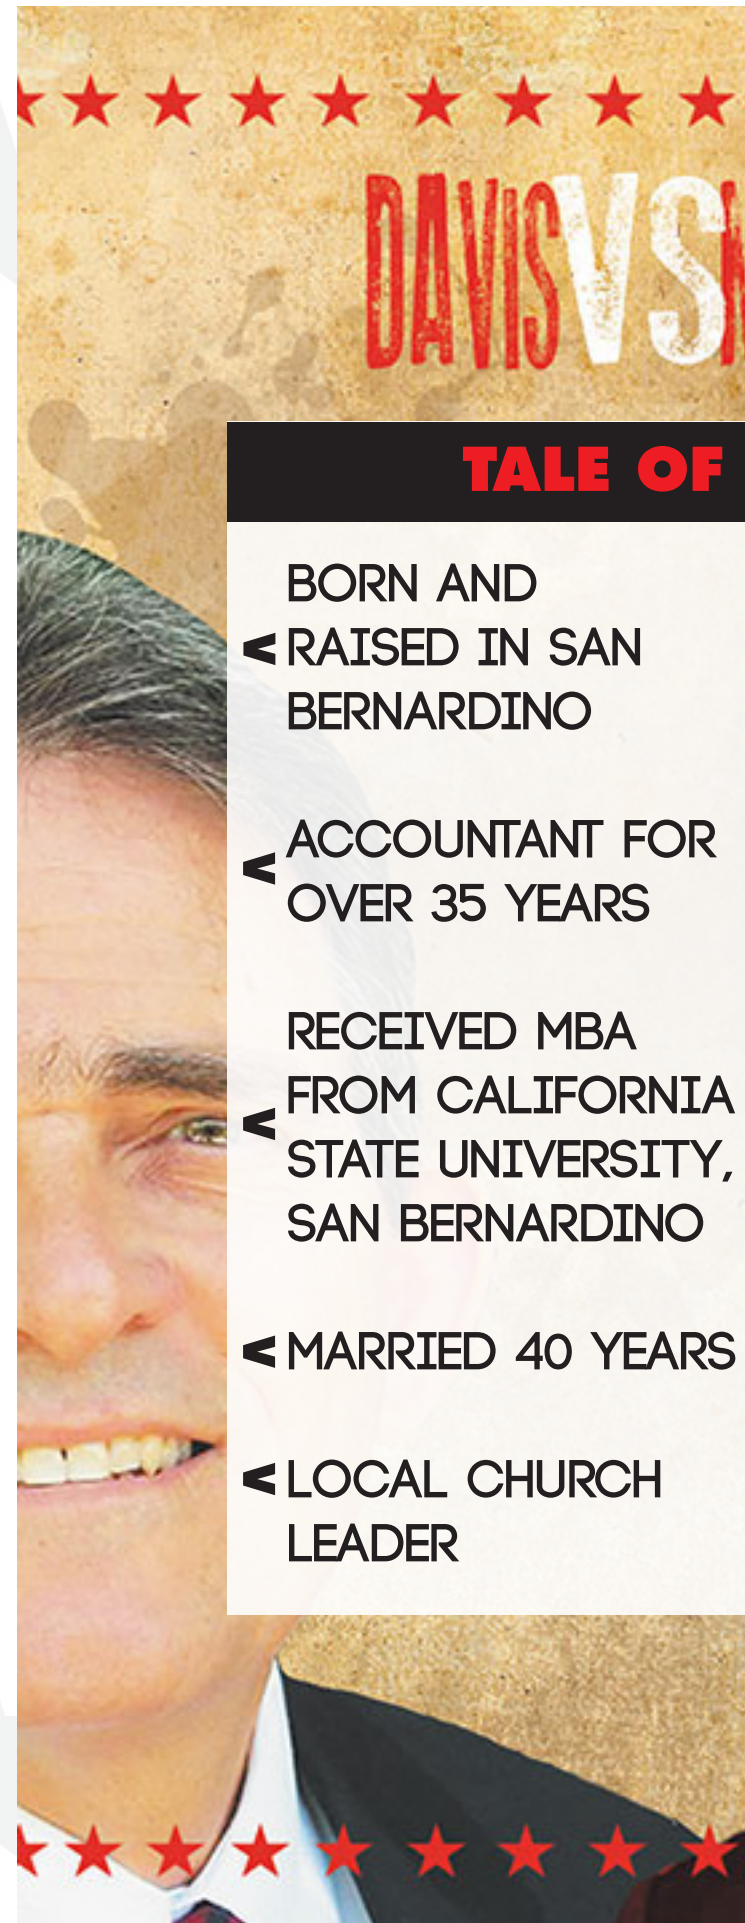 DAVIS VS
TALE OF
BORN AND
RAISED IN SAN
BERNARDINO
ACCOUNTANT FOR
OVER 35 YEARS
RECEIVED MBA
FROM CALIFORNIA
STATE UNIVERSITY,
SAN BERNARDINO
MARRIED 40 YEARS
LOCAL CHURCH
LEADER